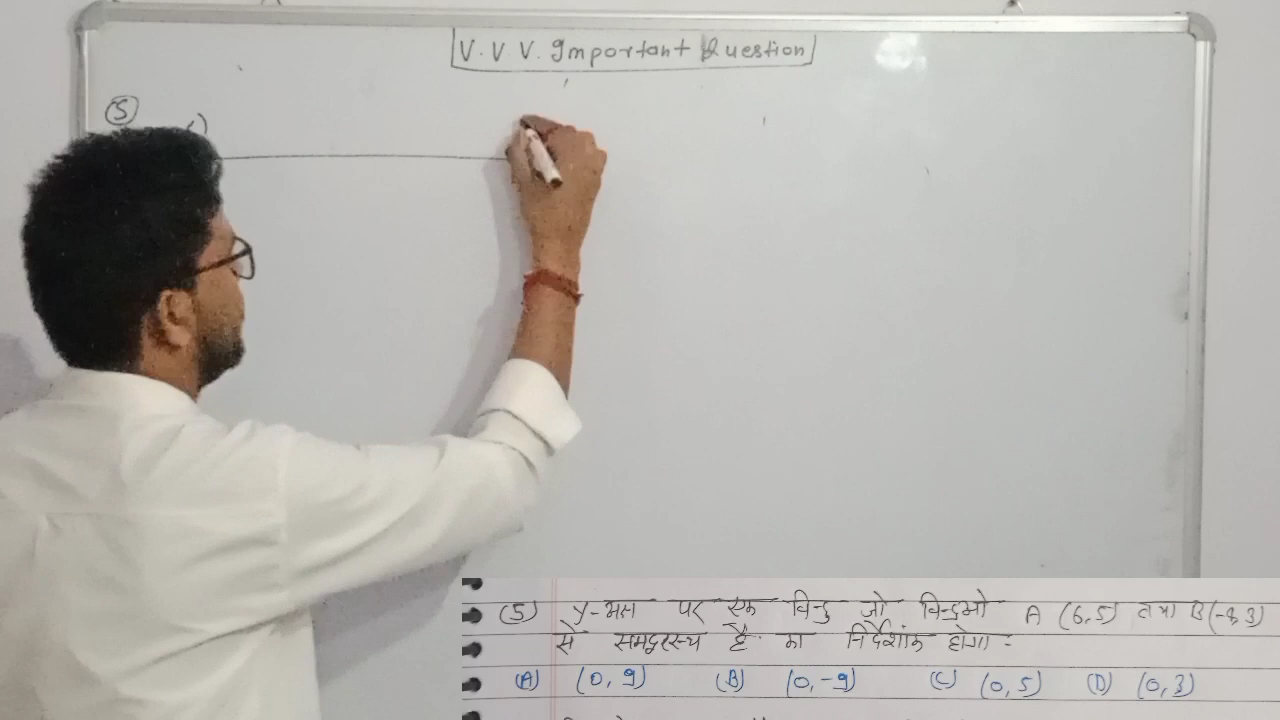 V. V. V. Important Question
(5)
(5) y-अक्ष पर एक बिन्दु जो बिन्दुओ A (6,5) तथा B(-4,3)
से समदूरस्थ है का निर्देशांक होगा :-
(A) (0, 9) (B) (0,-9) (C) (0,5) (D) (0,3)